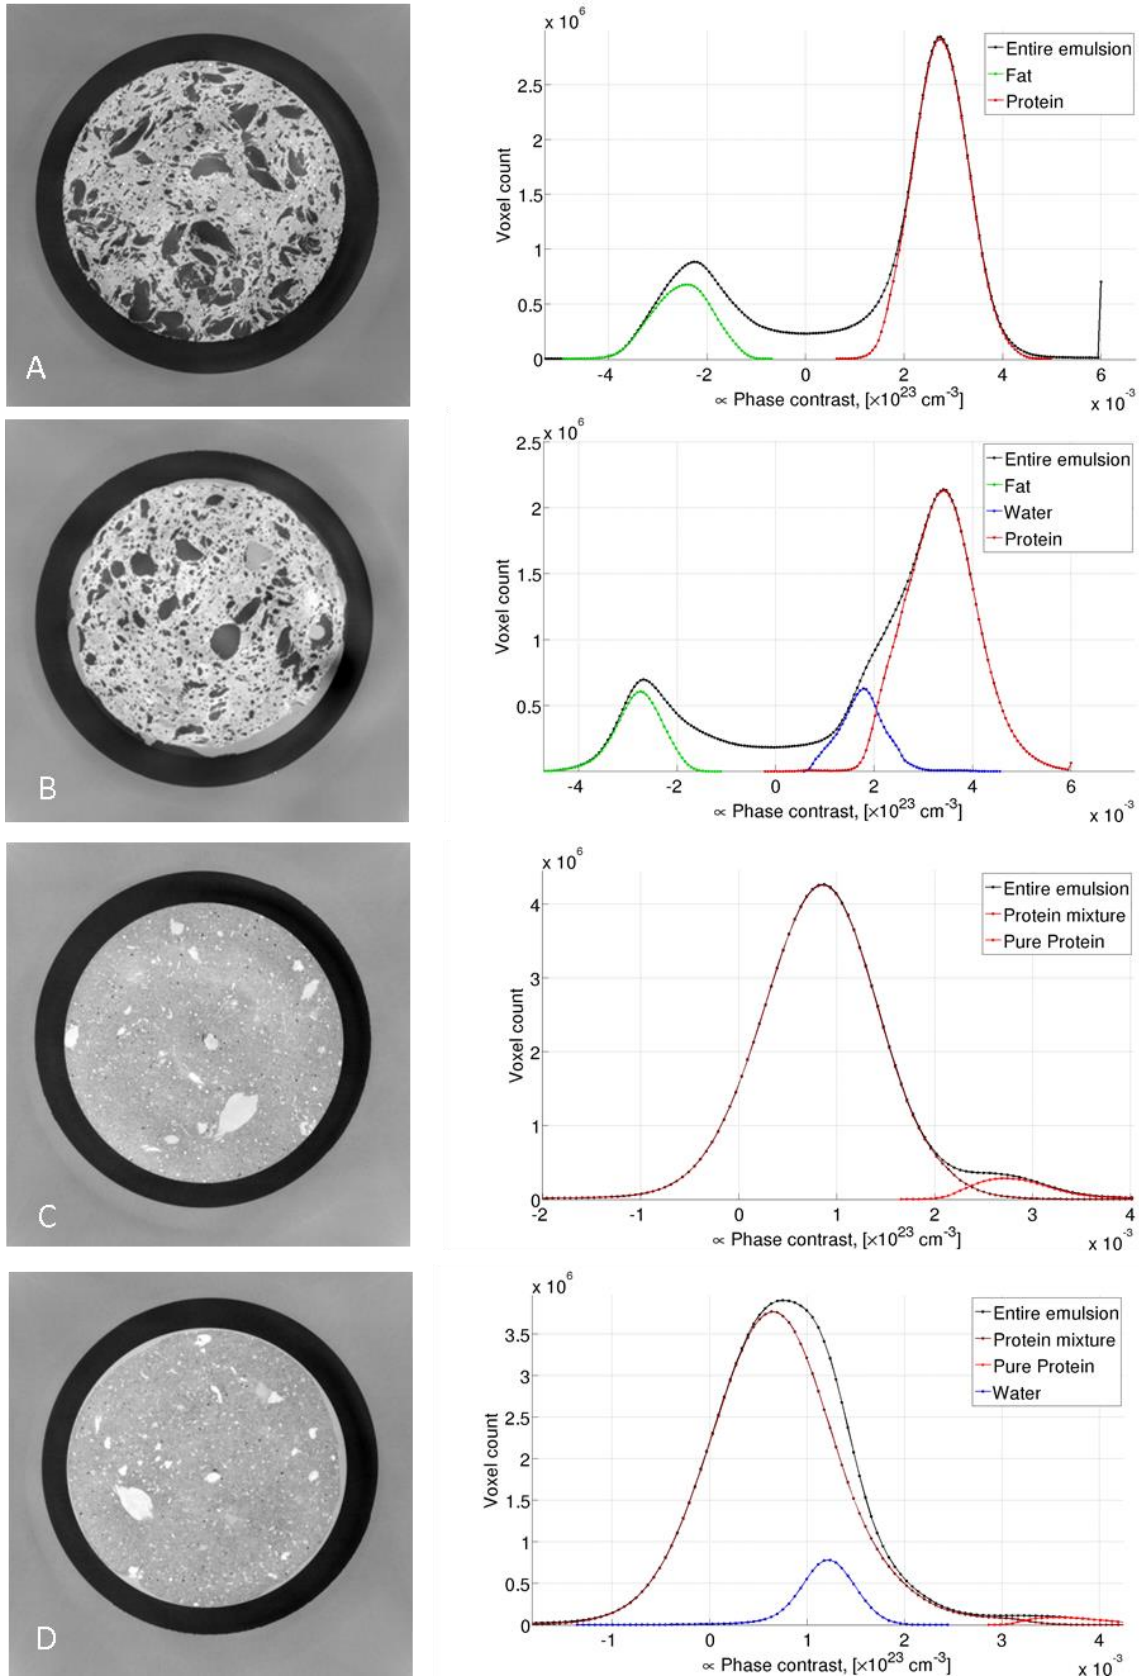 A
x 10^6
Entire emulsion
Fat
Protein
2.5
2
1.5
1
0.5
0
Voxel count
-4 -2 0 2 4 6
∝ Phase contrast, [×10^23 cm^-3]
x 10^-3
B
x 10^6
Entire emulsion
Fat
Water
Protein
2.5
2
1.5
1
0.5
Voxel count
-4 -2 0 2 4 6
∝ Phase contrast, [×10^23 cm^-3]
x 10^-3
C
x 10^6
Entire emulsion
Protein mixture
Pure Protein
4
3
2
1
0
Voxel count
-2 -1 0 1 2 3 4
∝ Phase contrast, [×10^23 cm^-3]
x 10^-3
D
x 10^6
Entire emulsion
Protein mixture
Pure Protein
Water
3.5
3
2.5
2
1.5
1
0.5
0
Voxel count
-1 0 1 2 3 4
∝ Phase contrast, [×10^23 cm^-3]
x 10^-3